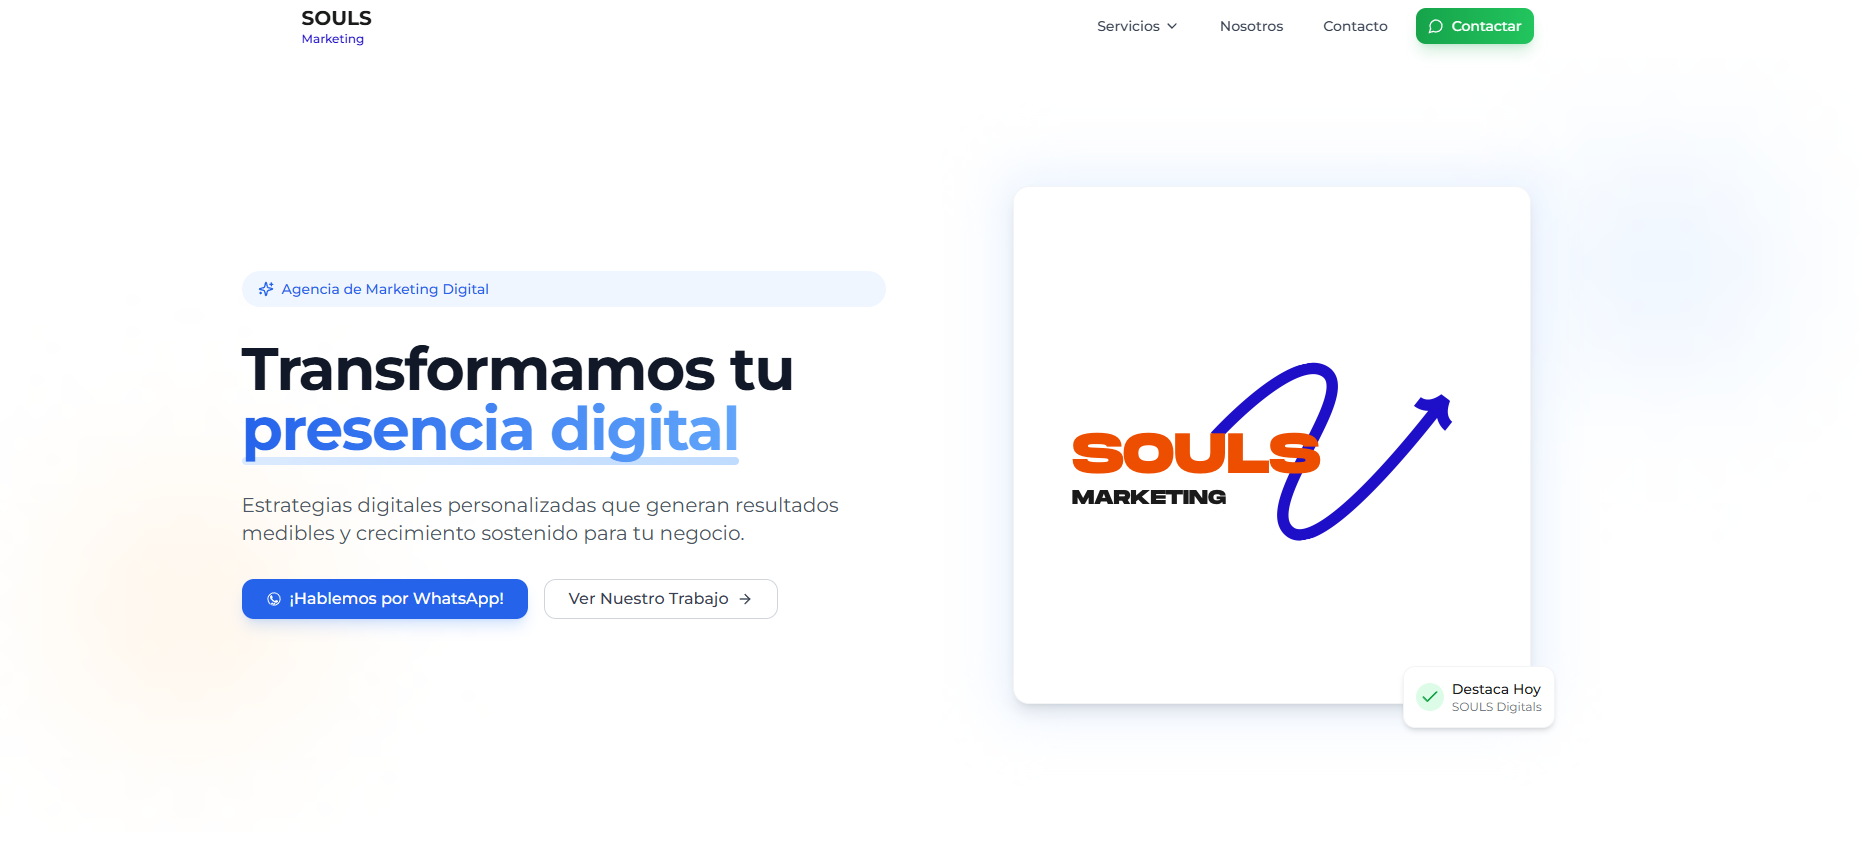 SOULS
Marketing
Servicios
Nosotros
Contacto
Contactar
Agencia de Marketing Digital
Transformamos tu
presencia digital
Estrategias digitales personalizadas que generan resultados
medibles y crecimiento sostenido para tu negocio.
¡Hablemos por WhatsApp!
Ver Nuestro Trabajo
SOULS
MARKETING
Destaca Hoy
SOULS Digitals